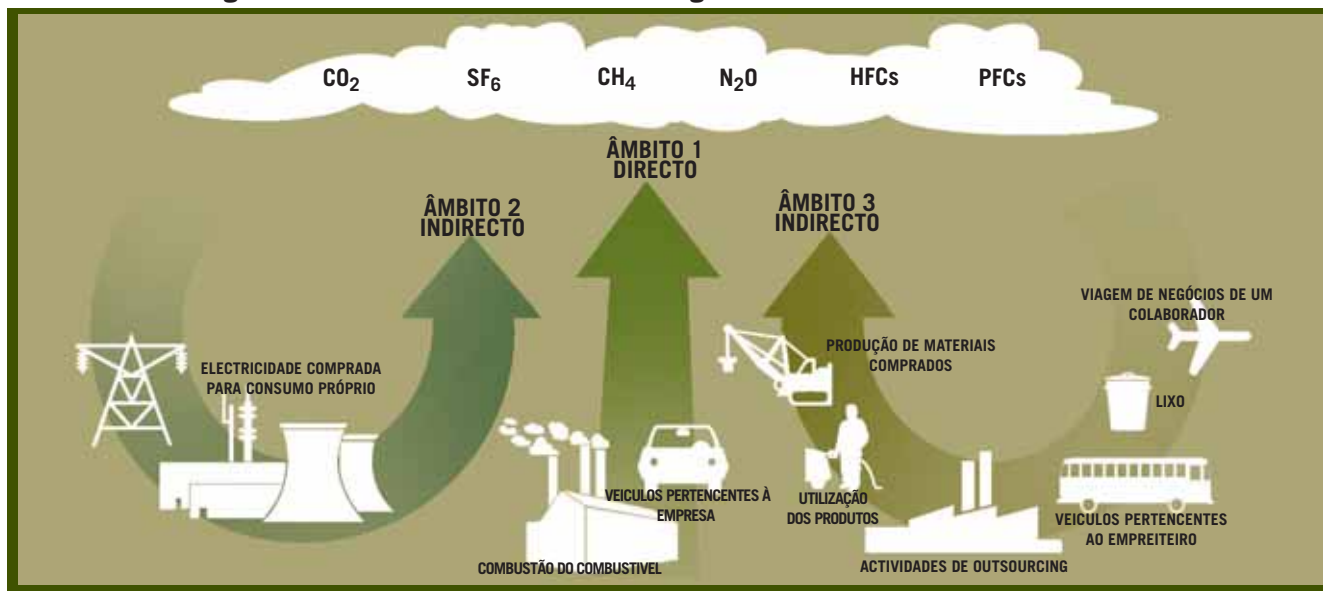 CO2
SF6
CH4
N2O
HFCs
PFCs
ÂMBITO 1
DIRECTO
ÂMBITO 2
INDIRECTO
ÂMBITO 3
INDIRECTO
ELECTRICIDADE COMPRADA
PARA CONSUMO PRÓPRIO
COMBUSTÃO DO COMBUSTIVEL
VEICULOS PERTENCENTES À
EMPRESA
PRODUÇÃO DE MATERIAIS
COMPRADOS
UTILIZAÇÃO
DOS PRODUTOS
ACTIVIDADES DE OUTSOURCING
VIAGEM DE NEGÓCIOS DE UM
COLABORADOR
LIXO
VEICULOS PERTENCENTES
AO EMPREITEIRO